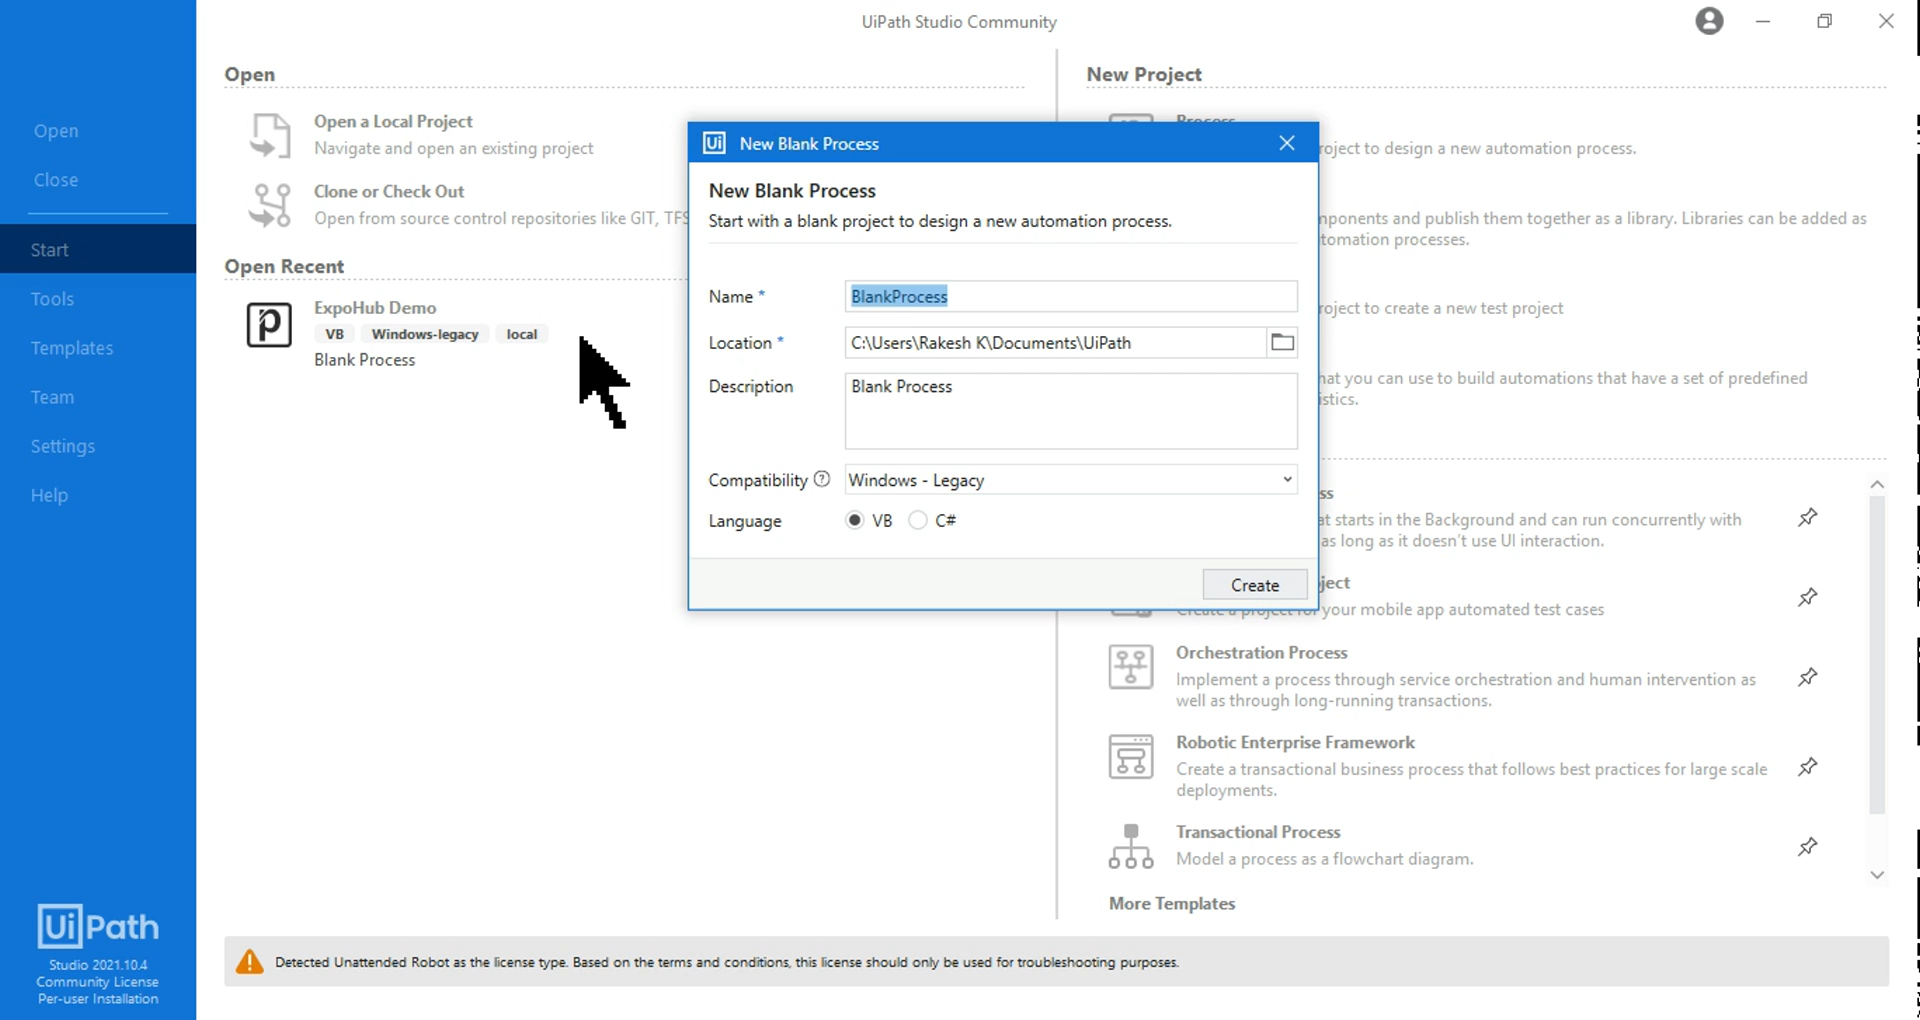 UiPath Studio Community
Open
Close
Start
Tools
Templates
Team
Settings
Help
UiPath
Studio 2021.10.4
Community License
Per-user Installation
Open
Open a Local Project
Navigate and open an existing project
Clone or Check Out
Open from source control repositories like GIT, TFS
Open Recent
ExpoHub Demo
VB Windows-legacy local
Blank Process
Ui New Blank Process
New Blank Process
Start with a blank project to design a new automation process.
Name *
BlankProcess
Location *
C:\Users\Rakesh K\Documents\UiPath
Description
Blank Process
Compatibility ?
Windows - Legacy
Language
VB C#
Create
New Project
Process
roject to design a new automation process.
mponents and publish them together as a library. Libraries can be added as
tomation processes.
roject to create a new test project
hat you can use to build automations that have a set of predefined
istics.
ss
at starts in the Background and can run concurrently with
as long as it doesn't use UI interaction.
ject
Create a project for your mobile app automated test cases
Orchestration Process
Implement a process through service orchestration and human intervention as
well as through long-running transactions.
Robotic Enterprise Framework
Create a transactional business process that follows best practices for large scale
deployments.
Transactional Process
Model a process as a flowchart diagram.
More Templates
Detected Unattended Robot as the license type. Based on the terms and conditions, this license should only be used for troubleshooting purposes.